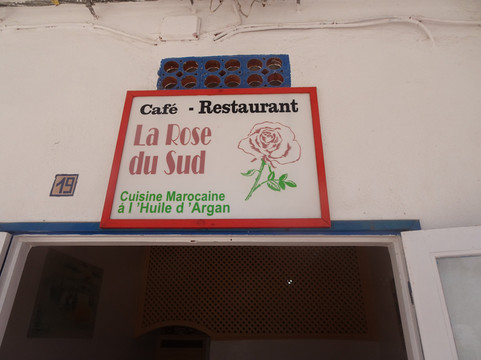 Café - Restaurant
La Rose
du Sud
Cuisine Marocaine
à l 'Huile d 'Argan
19